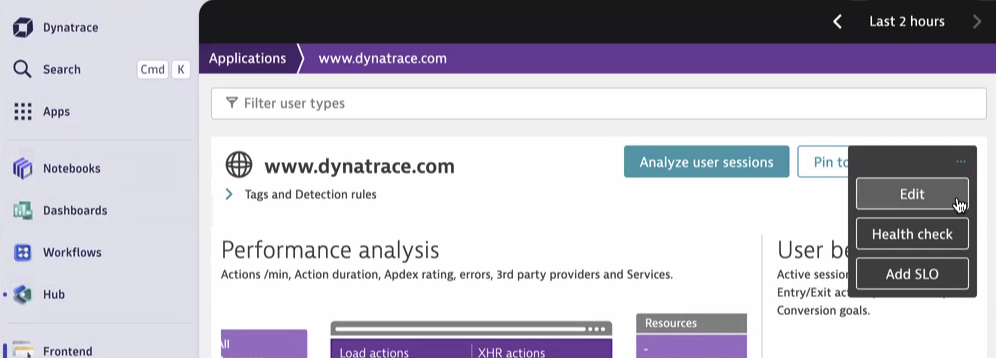 Dynatrace
Search Cmd K
Apps
Notebooks
Dashboards
Workflows
Hub
Frontend
Last 2 hours
Applications www.dynatrace.com
Filter user types
www.dynatrace.com
Analyze user sessions
Pin to
...
Edit
Health check
Add SLO
Tags and Detection rules
Performance analysis
Actions /min, Action duration, Apdex rating, errors, 3rd party providers and Services.
Load actions
XHR actions
Resources
-
User be
Active session
Entry/Exit
Conversion goals.